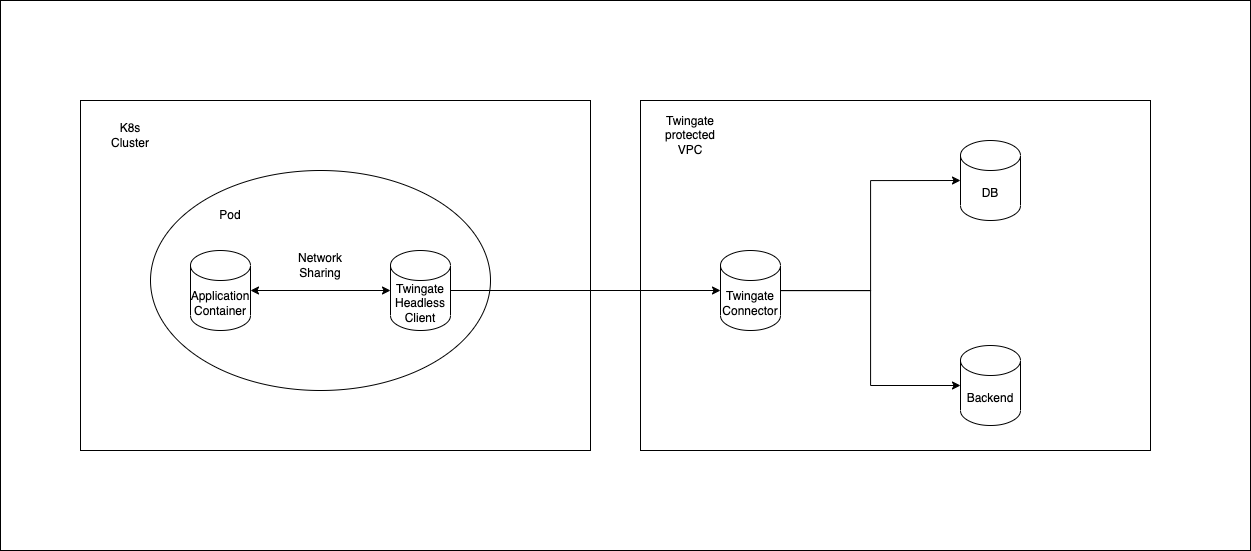 K8s
Cluster
Pod
Application
Container
Network
Sharing
Twingate
Headless
Client
Twingate
protected
VPC
Twingate
Connector
DB
Backend